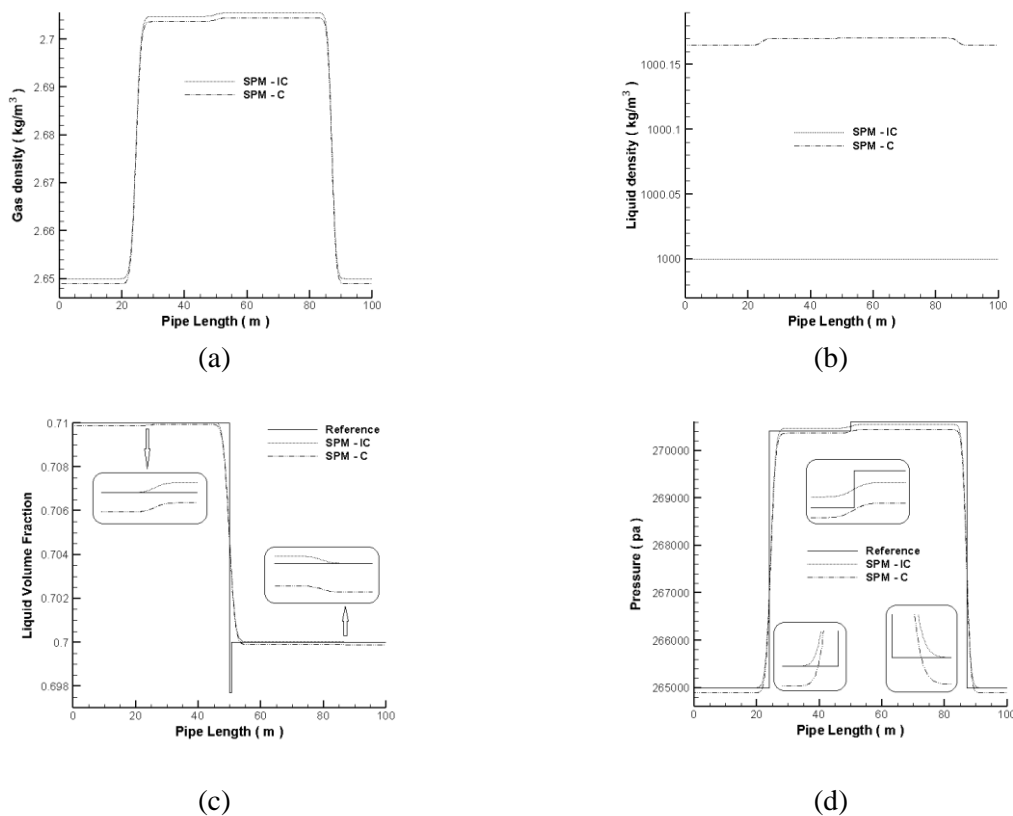 2.7
2.69
2.68
2.67
2.66
2.65
0 20 40 60 80 100
Gas density ( kg/m³ )
Pipe Length ( m )
SPM - IC
SPM - C
(a)
1000.15
1000.1
1000.05
1000
0 20 40 60 80 100
Liquid density ( kg/m³ )
Pipe Length ( m )
SPM - IC
SPM - C
(b)
0.71
0.708
0.706
0.704
0.702
0.7
0.698
0 20 40 60 80 100
Liquid Volume Fraction
Pipe Length ( m )
Reference
SPM - IC
SPM - C
(c)
270000
269000
268000
267000
266000
265000
0 20 40 60 80 100
Pressure ( pa )
Pipe Length ( m )
Reference
SPM - IC
SPM - C
(d)